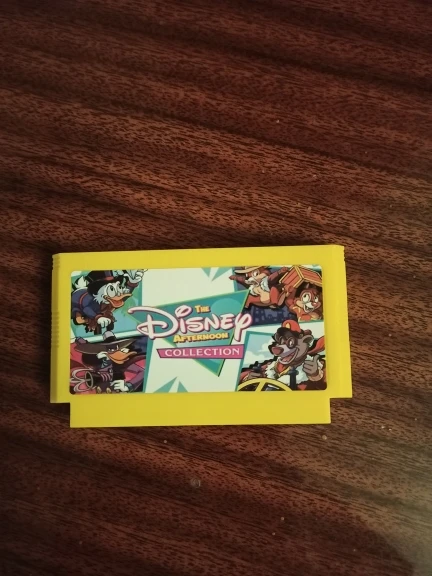 THE
Disney
AFTERNOON
COLLECTION